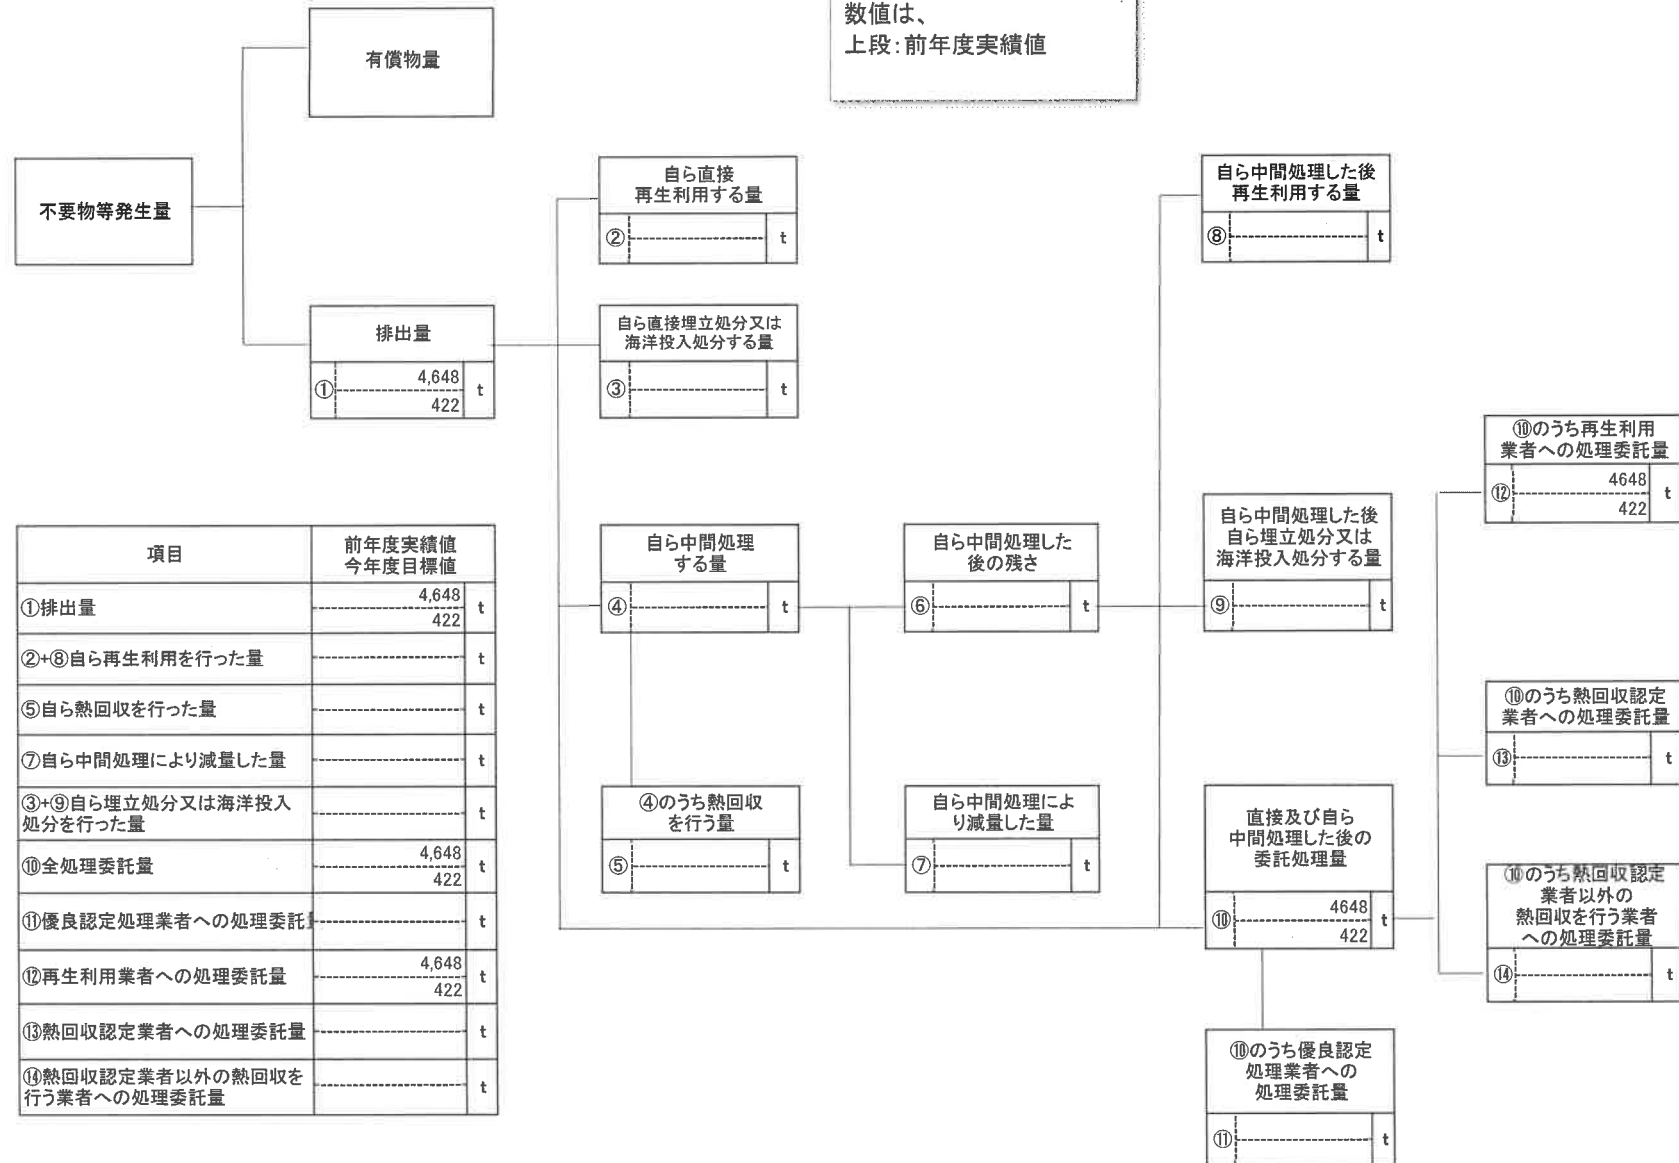 数値は、
上段:前年度実績値
有償物量
不要物等発生量
排出量
① 4,648 t
422
自ら直接
再生利用する量
② t
自ら直接埋立処分又は
海洋投入処分する量
③ t
自ら中間処理
する量
④ t
④のうち熱回収
を行う量
⑤ t
自ら中間処理した
後の残さ
⑥ t
自ら中間処理によ
り減量した量
⑦ t
自ら中間処理した後
再生利用する量
⑧ t
自ら中間処理した後
自ら埋立処分又は
海洋投入処分する量
⑨ t
直接及び自ら
中間処理した後の
委託処理量
⑩ 4648 t
422
⑩のうち優良認定
処理業者への
処理委託量
⑪ t
⑩のうち再生利用
業者への処理委託量
⑫ 4648 t
422
⑩のうち熱回収認定
業者への処理委託量
⑬ t
⑩のうち熱回収認定
業者以外の
熱回収を行う業者
への処理委託量
⑭ t
項目 前年度実績値
今年度目標値
①排出量 4,648 t
422
②+⑧自ら再生利用を行った量 t
⑤自ら熱回収を行った量 t
⑦自ら中間処理により減量した量 t
③+⑨自ら埋立処分又は海洋投入
処分を行った量 t
⑩全処理委託量 4,648 t
422
⑪優良認定処理業者への処理委託 t
⑫再生利用業者への処理委託量 4,648 t
422
⑬熱回収認定業者への処理委託量 t
⑭熱回収認定業者以外の熱回収を
行う業者への処理委託量 t